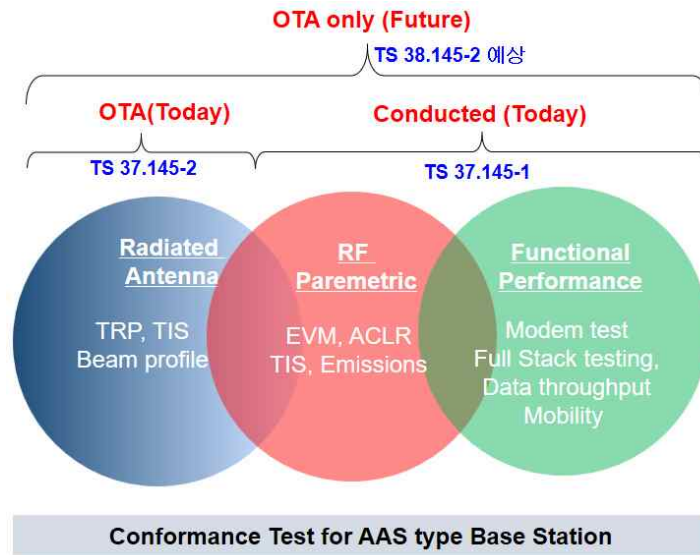 OTA only (Future)
TS 38.145-2 예상
OTA(Today)
Conducted (Today)
TS 37.145-2
TS 37.145-1
Radiated
Antenna
TRP, TIS
Beam profile
RF
Paremetric
EVM, ACLR
TIS, Emissions
Functional
Performance
Modem test
Full Stack testing,
Data throughput
Mobility
Conformance Test for AAS type Base Station